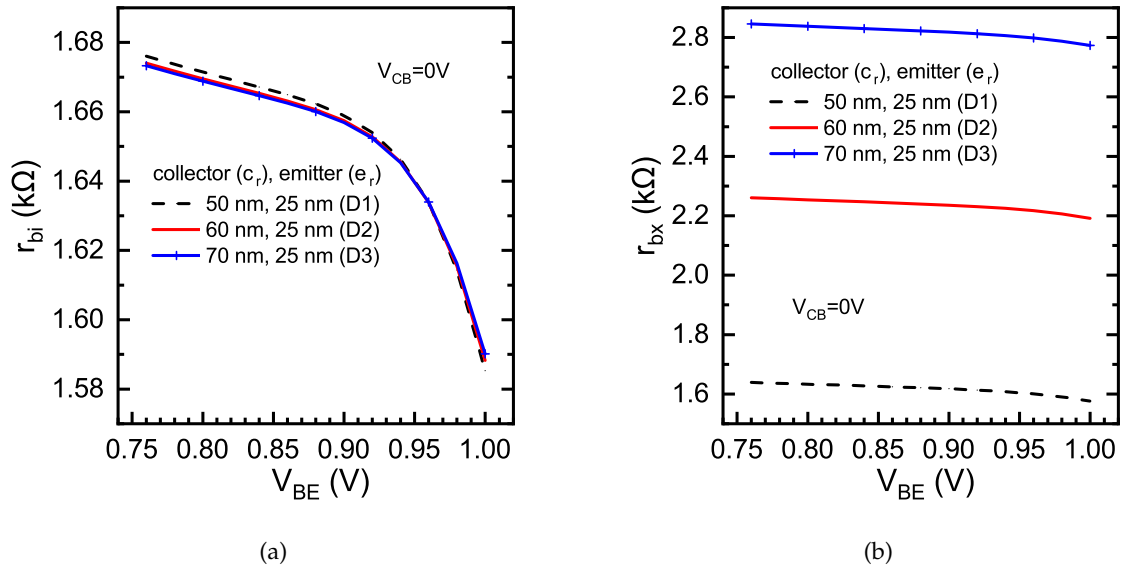 1.68
1.66
1.64
1.62
1.60
1.58
r_bi (kΩ)
V_CB=0V
collector (c_r), emitter (e_r)
50 nm, 25 nm (D1)
60 nm, 25 nm (D2)
70 nm, 25 nm (D3)
0.75 0.80 0.85 0.90 0.95 1.00
V_BE (V)
(a)
2.8
2.6
2.4
2.2
2.0
1.8
1.6
r_bx (kΩ)
collector (c_r), emitter (e_r)
50 nm, 25 nm (D1)
60 nm, 25 nm (D2)
70 nm, 25 nm (D3)
V_CB=0V
0.75 0.80 0.85 0.90 0.95 1.00
V_BE (V)
(b)